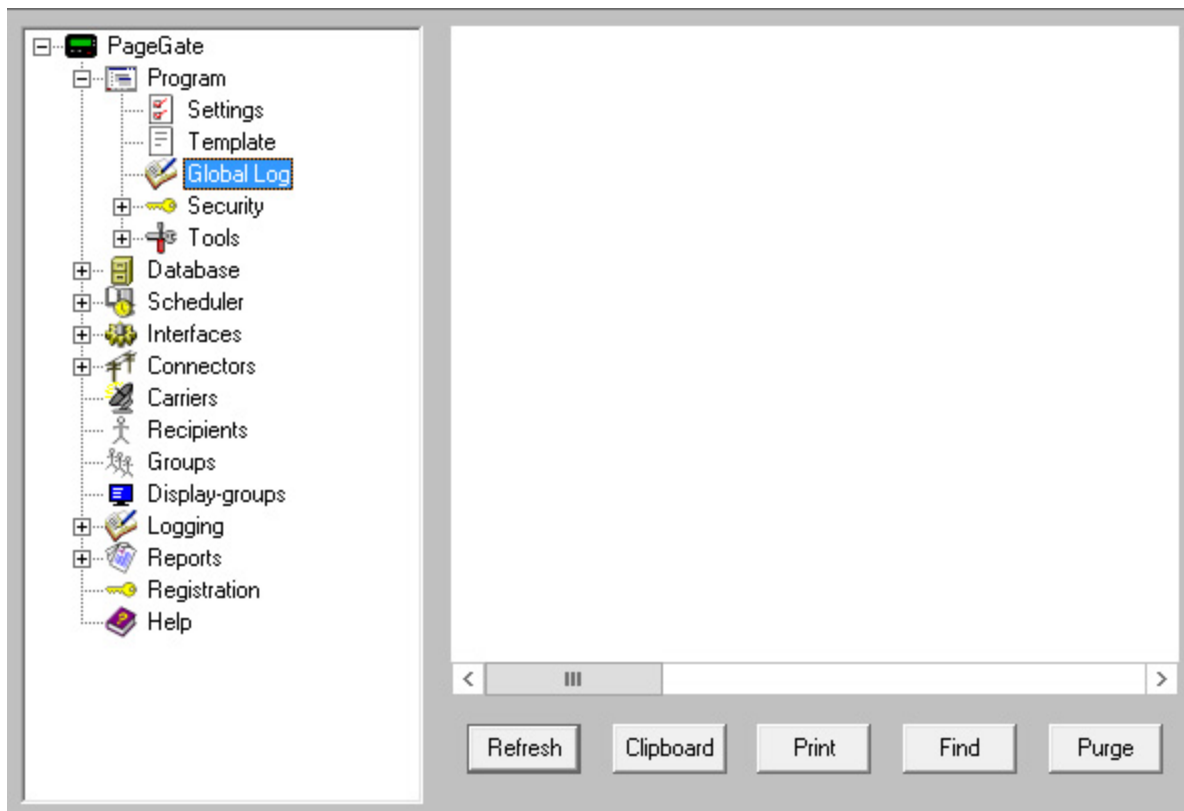 PageGate
Program
Settings
Template
Global Log
Security
Tools
Database
Scheduler
Interfaces
Connectors
Carriers
Recipients
Groups
Display-groups
Logging
Reports
Registration
Help
Refresh Clipboard Print Find Purge